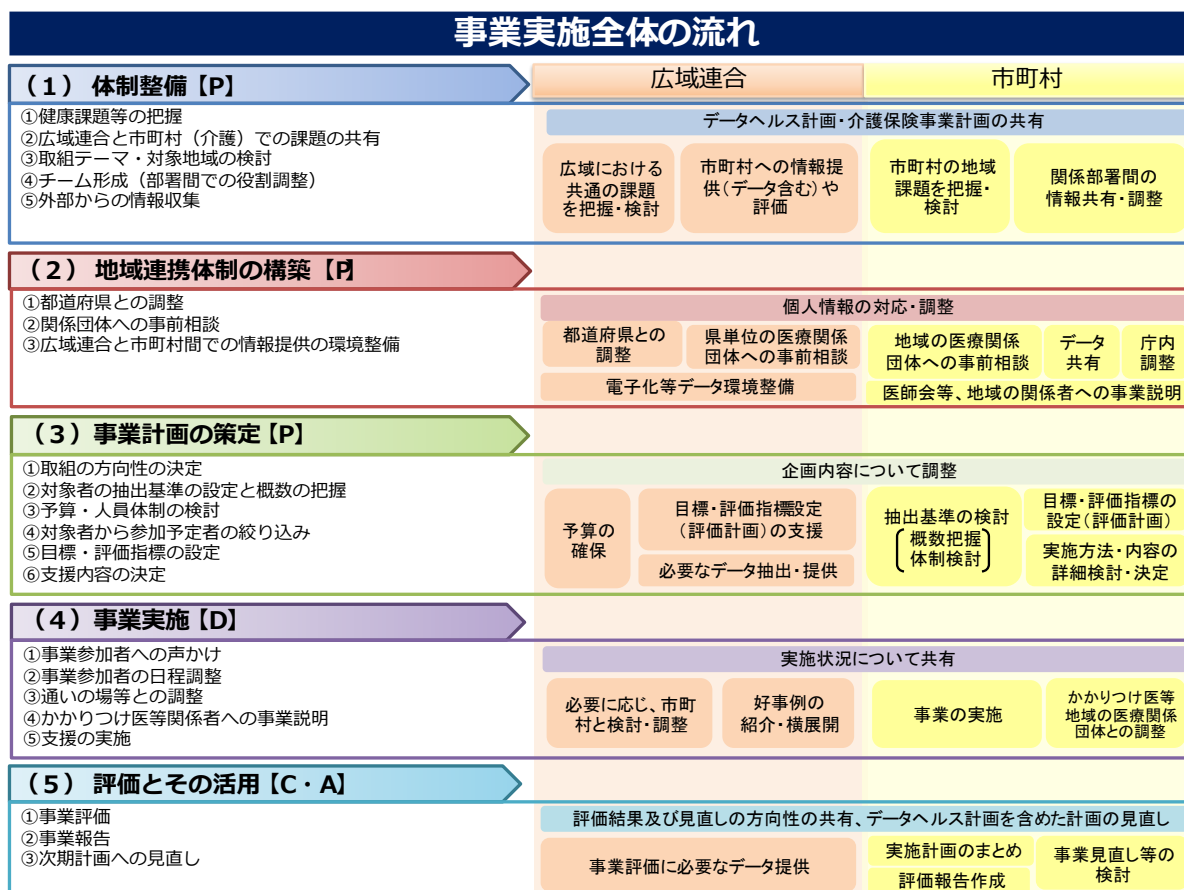 事業実施全体の流れ
（１） 体制整備【P】
広域連合
市町村
①健康課題等の把握
②広域連合と市町村（介護）での課題の共有
③取組テーマ・対象地域の検討
④チーム形成（部署間での役割調整）
⑤外部からの情報収集
データヘルス計画・介護保険事業計画の共有
広域における
共通の課題
を把握・検討
市町村への情報提
供（データ含む）や
評価
市町村の地域
課題を把握・
検討
関係部署間の
情報共有・調整
（２） 地域連携体制の構築【P】
①都道府県との調整
②関係団体への事前相談
③広域連合と市町村間での情報提供の環境整備
個人情報の対応・調整
都道府県との
調整
県単位の医療関係
団体への事前相談
地域の医療関係
団体への事前相談
データ
共有
庁内
調整
電子化等データ環境整備
医師会等、地域の関係者への事業説明
（３）事業計画の策定【P】
①取組の方向性の決定
②対象者の抽出基準の設定と概数の把握
③予算・人員体制の検討
④対象者から参加予定者の絞り込み
⑤目標・評価指標の設定
⑥支援内容の決定
企画内容について調整
予算の
確保
目標・評価指標設定
（評価計画）の支援
必要なデータ抽出・提供
抽出基準の検討
概数把握
体制検討
目標・評価指標の
設定（評価計画）
実施方法・内容の
詳細検討・決定
（４）事業実施【D】
①事業参加者への声かけ
②事業参加者の日程調整
③通いの場等との調整
④かかりつけ医等関係者への事業説明
⑤支援の実施
実施状況について共有
必要に応じ、市町
村と検討・調整
好事例の
紹介・横展開
事業の実施
かかりつけ医等
地域の医療関係
団体との調整
（５） 評価とその活用【C・A】
①事業評価
②事業報告
③次期計画への見直し
評価結果及び見直しの方向性の共有、データヘルス計画を含めた計画の見直し
事業評価に必要なデータ提供
実施計画のまとめ
評価報告作成
事業見直し等の
検討